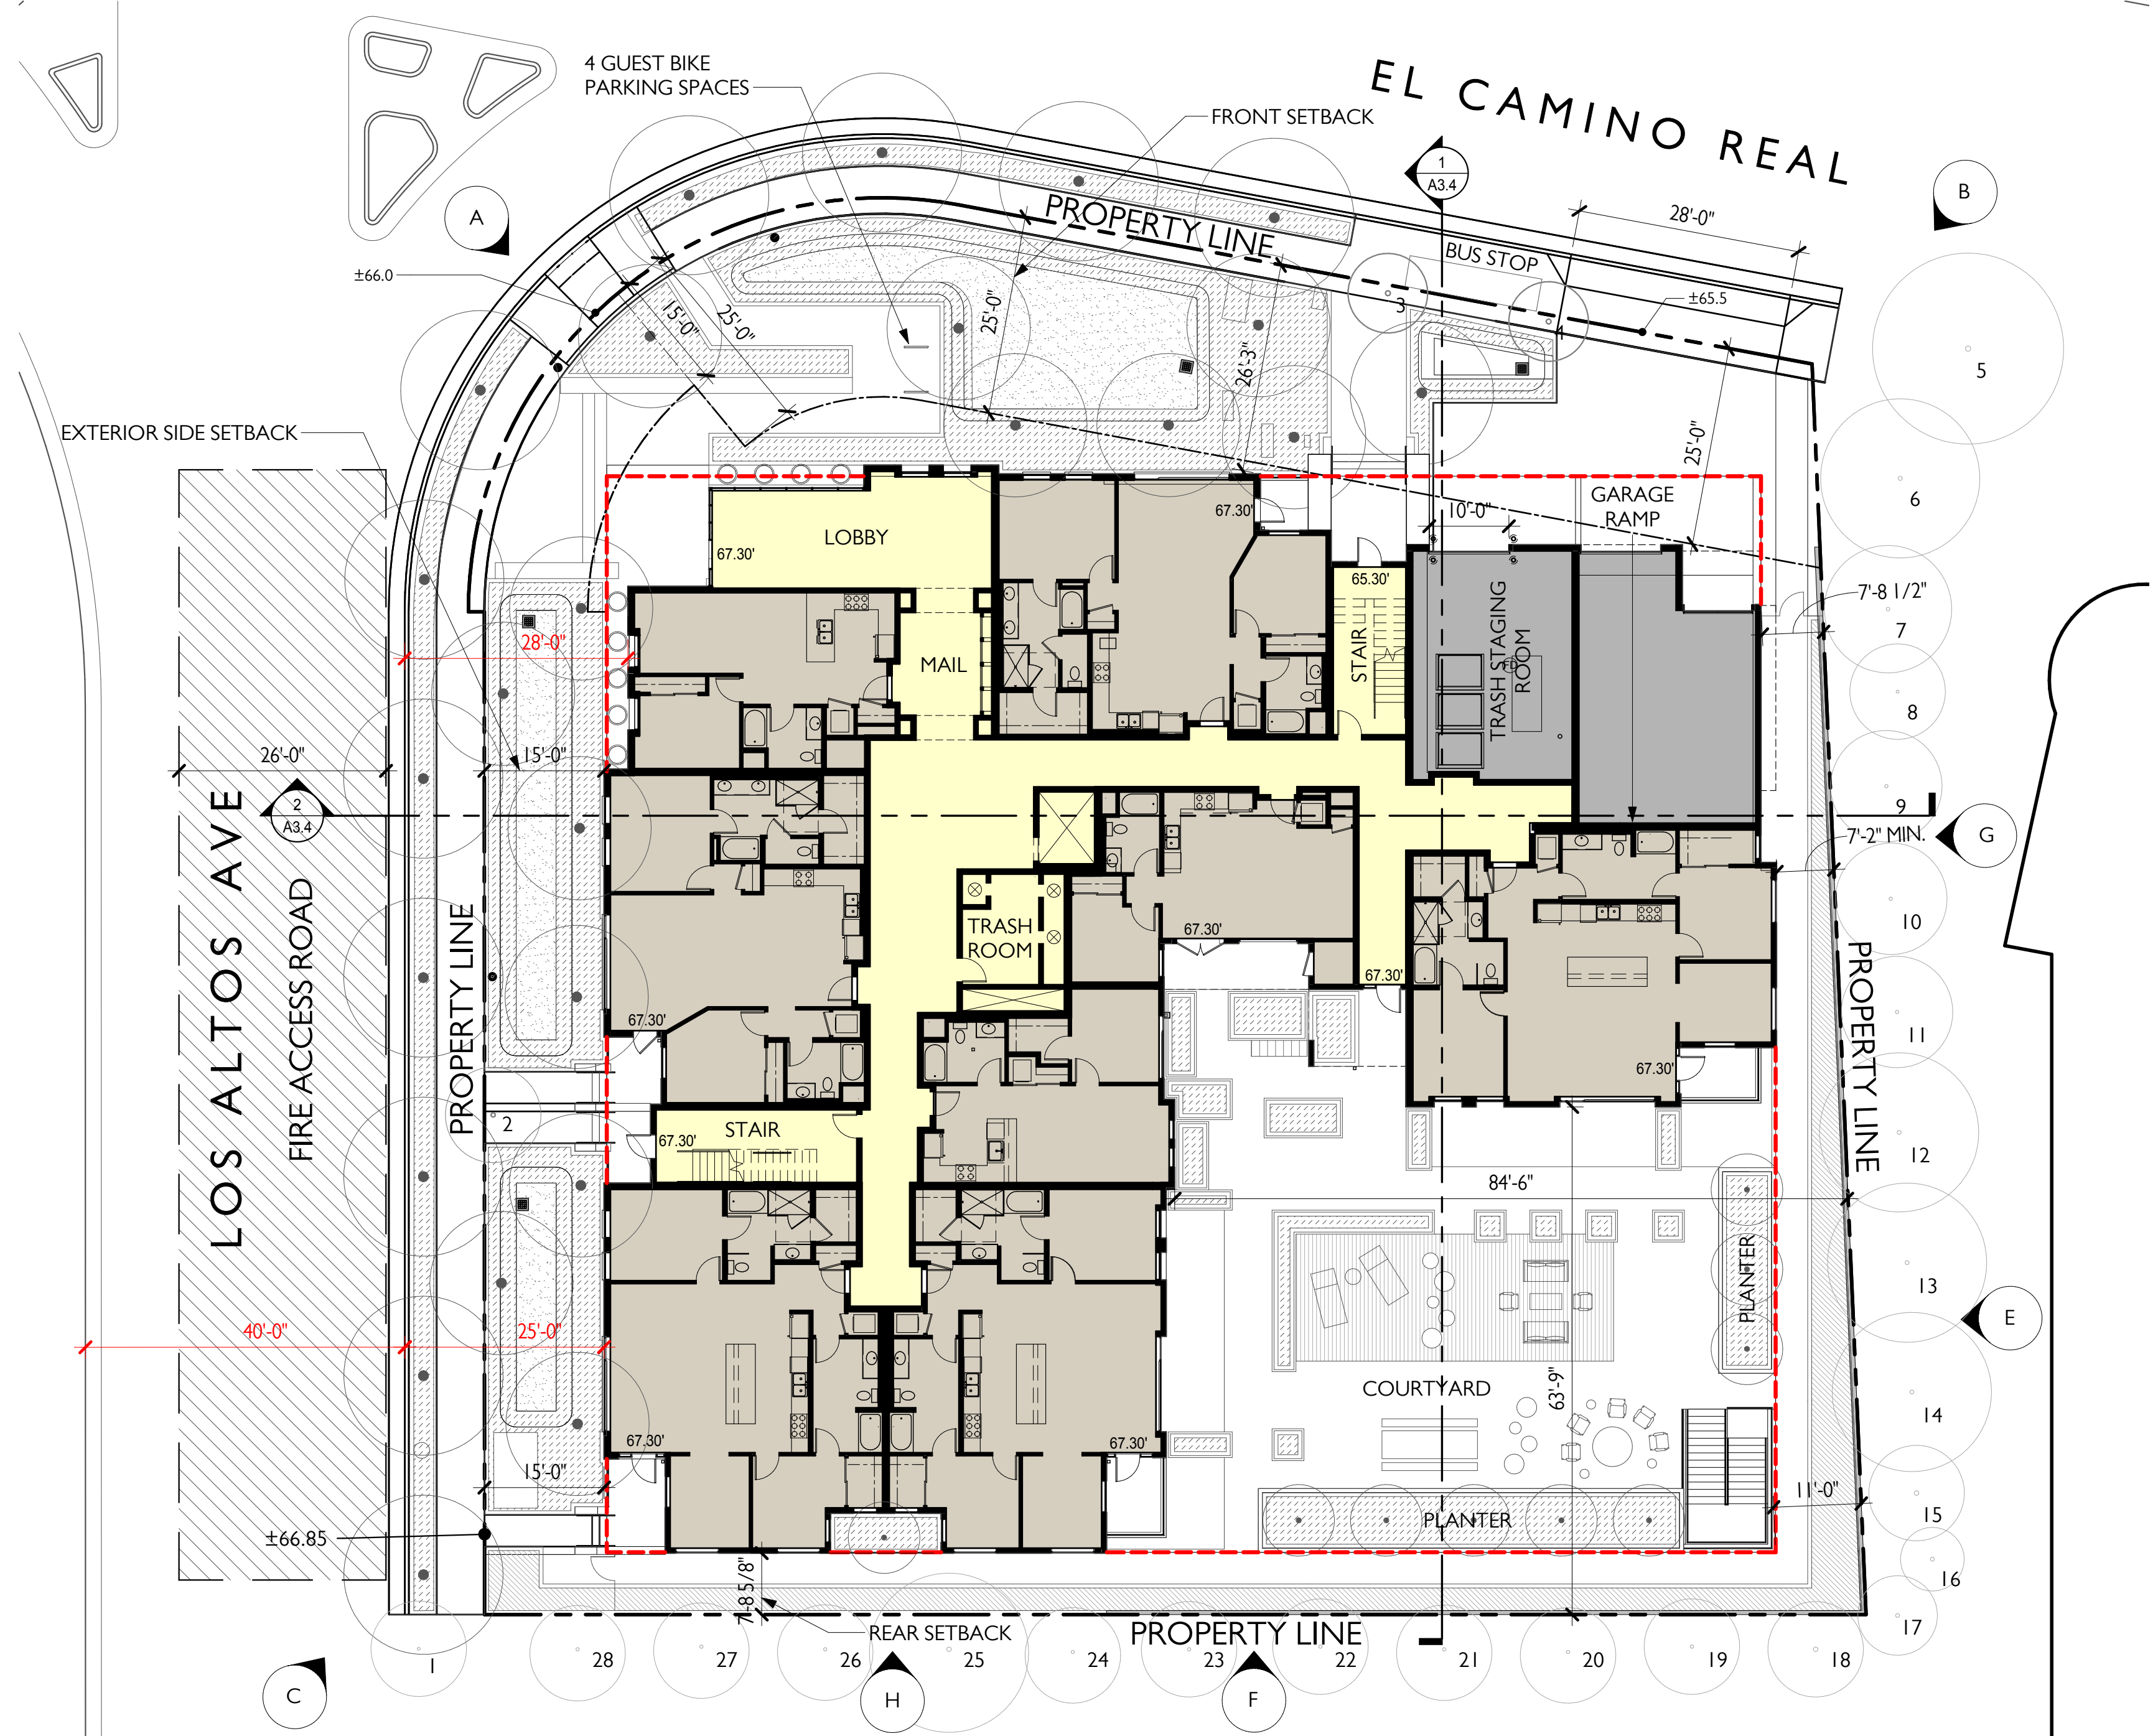 4 GUEST BIKE
PARKING SPACES
EL CAMINO REAL
FRONT SETBACK
1
A3.4
A
B
PROPERTY LINE
28'-0"
BUS STOP
±66.0
±65.5
3
4
15'-0"
25'-0"
25'-0"
26'-3"
25'-0"
5
EXTERIOR SIDE SETBACK
6
GARAGE
RAMP
10'-0"
67.30'
LOBBY
67.30'
65.30'
STAIR
TRASH STAGING
ROOM
7'-8 1/2"
7
28'-0"
MAIL
8
26'-0"
15'-0"
2
A3.4
9
G
7'-2" MIN.
LOS ALTOS AVE
FIRE ACCESS ROAD
PROPERTY LINE
TRASH
ROOM
67.30'
67.30'
10
PROPERTY LINE
67.30'
11
67.30'
2
STAIR
67.30'
12
84'-6"
PLANTER
13
40'-0"
25'-0"
E
COURTYARD
63'-9"
14
67.30'
67.30'
15'-0"
11'-0"
15
PLANTER
±66.85
7'-8 5/8"
16
17
REAR SETBACK
PROPERTY LINE
1
28
27
26
25
24
23
22
21
20
19
18
C
H
F